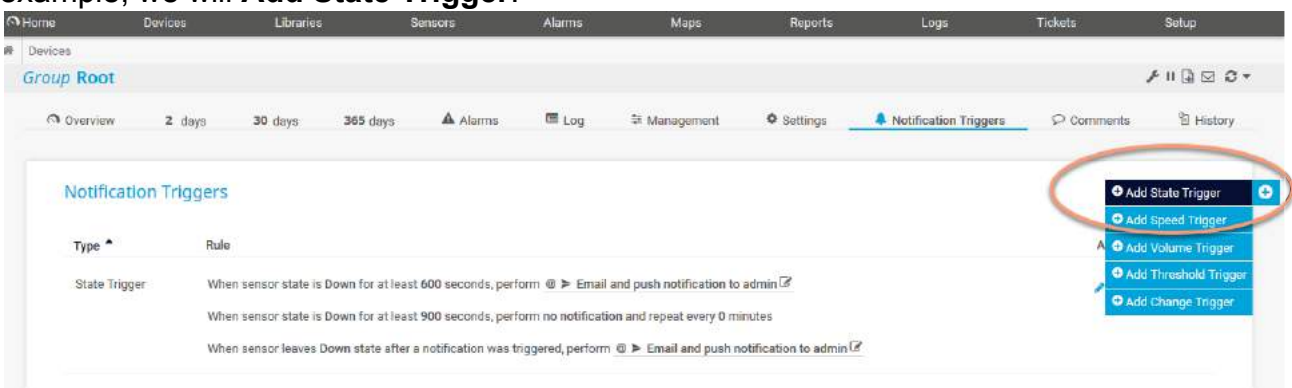 example, we will Add State Trigger:
Home Devices Libraries Sensors Alarms Maps Reports Logs Tickets Setup
Devices
Group Root
Overview 2 days 30 days 365 days Alarms Log Management Settings Notification Triggers Comments History
Notification Triggers
Add State Trigger
Add Speed Trigger
Type Rule A Add Volume Trigger
State Trigger When sensor state is Down for at least 600 seconds, perform @ Email and push notification to admin Add Threshold Trigger
Add Change Trigger
When sensor state is Down for at least 900 seconds, perform no notification and repeat every 0 minutes
When sensor leaves Down state after a notification was triggered, perform @ Email and push notification to admin